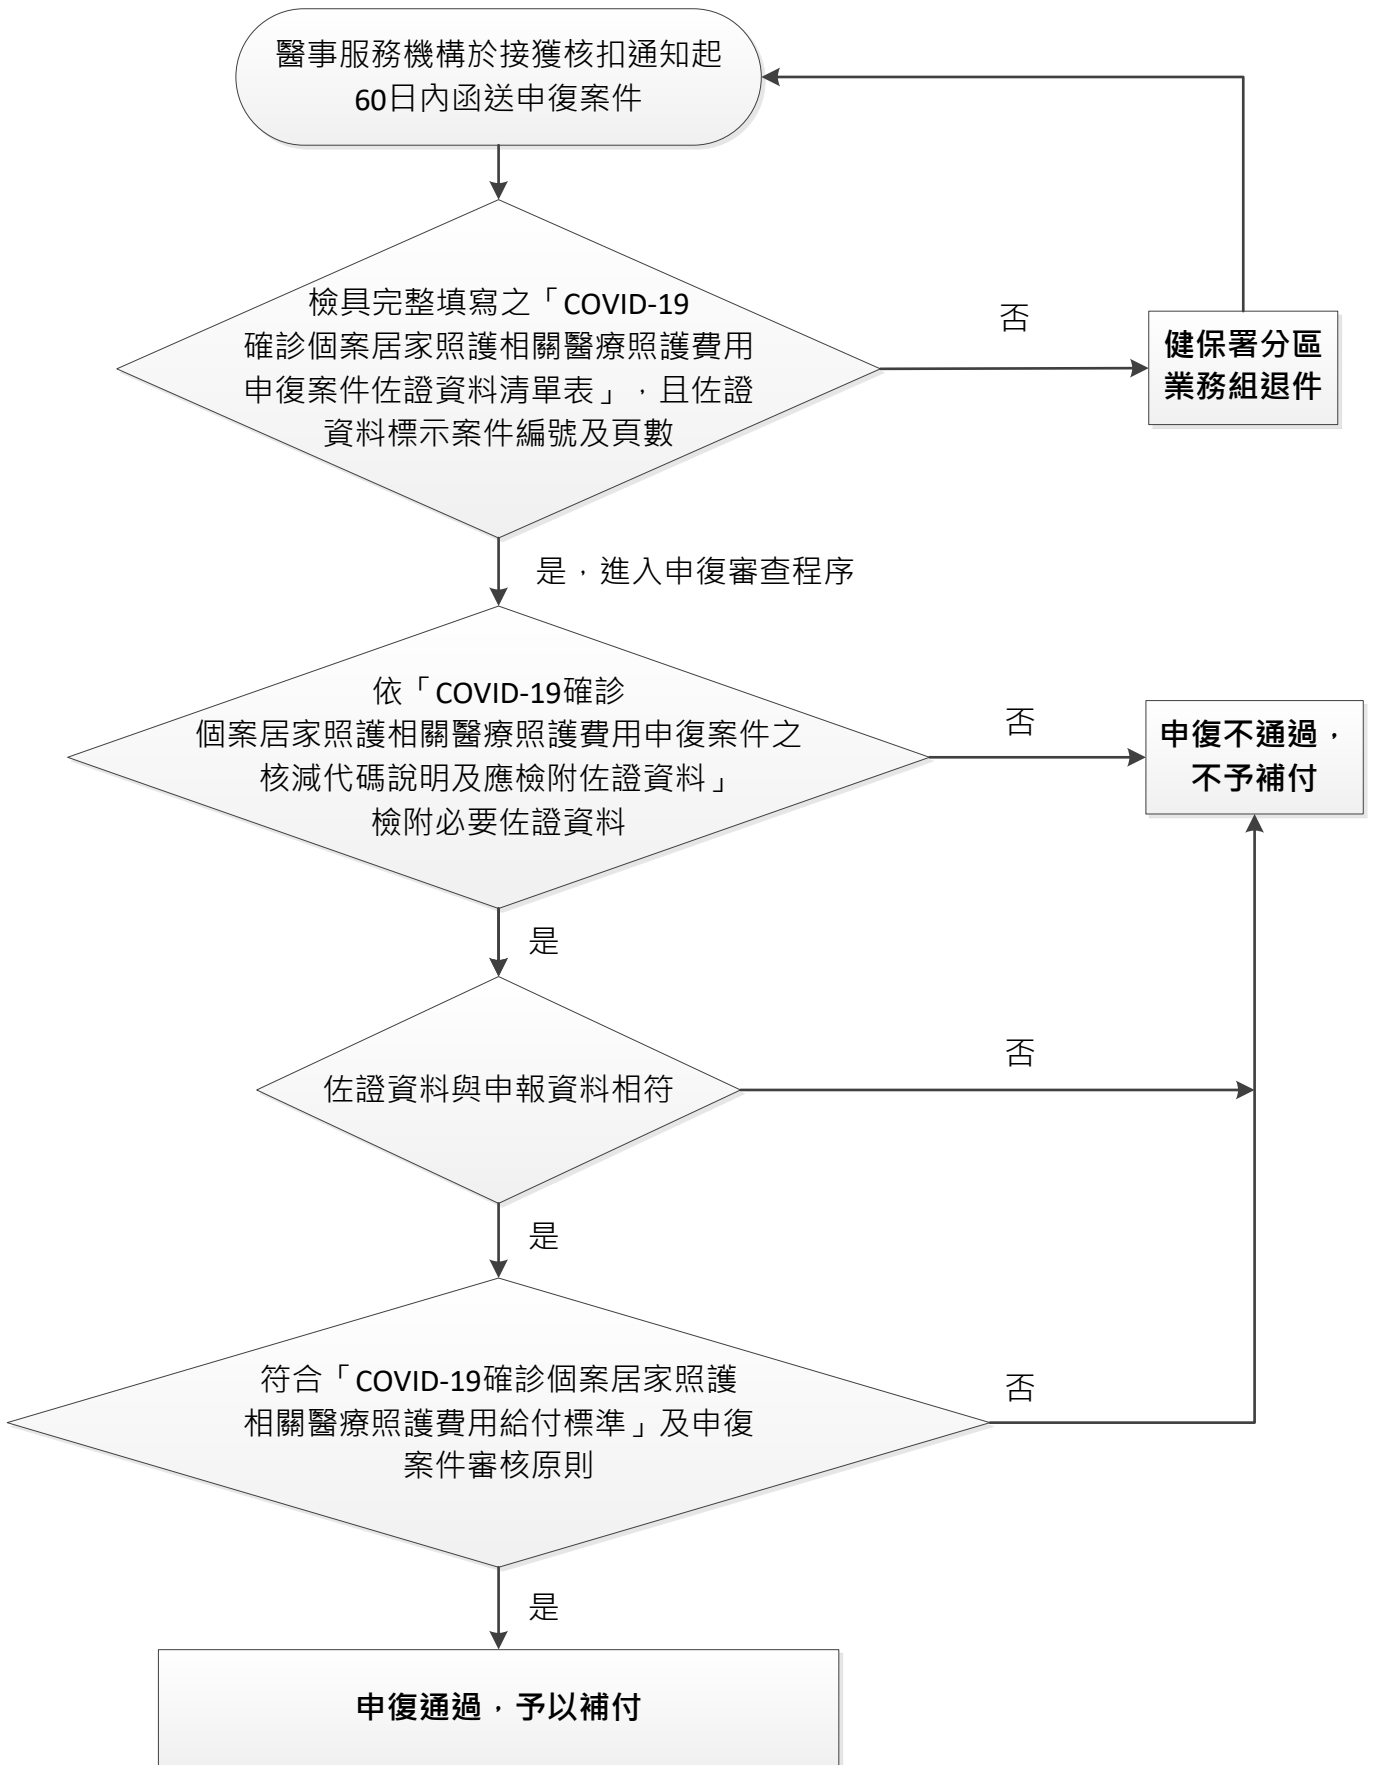 醫事服務機構於接獲核扣通知起
60日內函送申復案件
檢具完整填寫之「COVID-19
確診個案居家照護相關醫療照護費用
申復案件佐證資料清單表」，且佐證
資料標示案件編號及頁數
否
健保署分區
業務組退件
是，進入申復審查程序
依「COVID-19確診
個案居家照護相關醫療照護費用申復案件之
核減代碼說明及應檢附佐證資料」
檢附必要佐證資料
否
申復不通過，
不予補付
是
佐證資料與申報資料相符
否
是
符合「COVID-19確診個案居家照護
相關醫療照護費用給付標準」及申復
案件審核原則
否
是
申復通過，予以補付